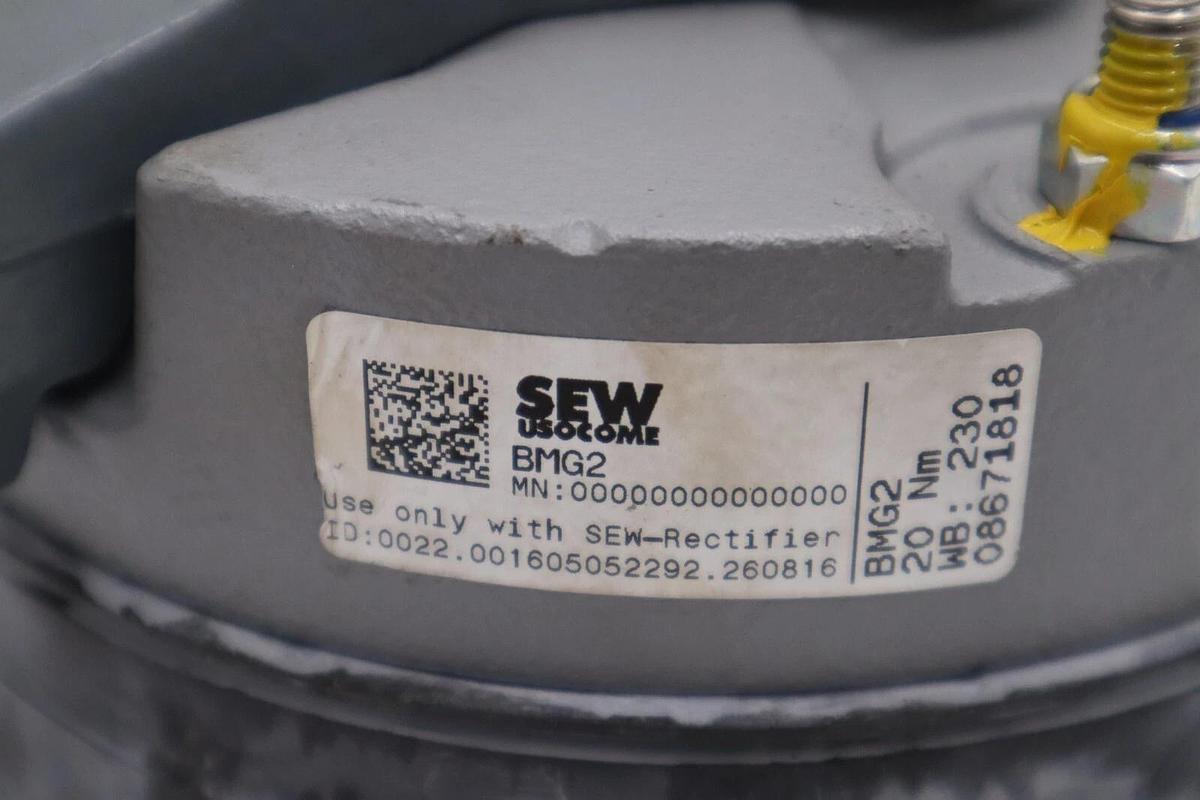 SEW
USOCOME
BMG2
MN:00000000000000
Use only with SEW-Rectifier
ID:0022.001605052292.260816
BMG2
20 Nm
WB: 230
08671818